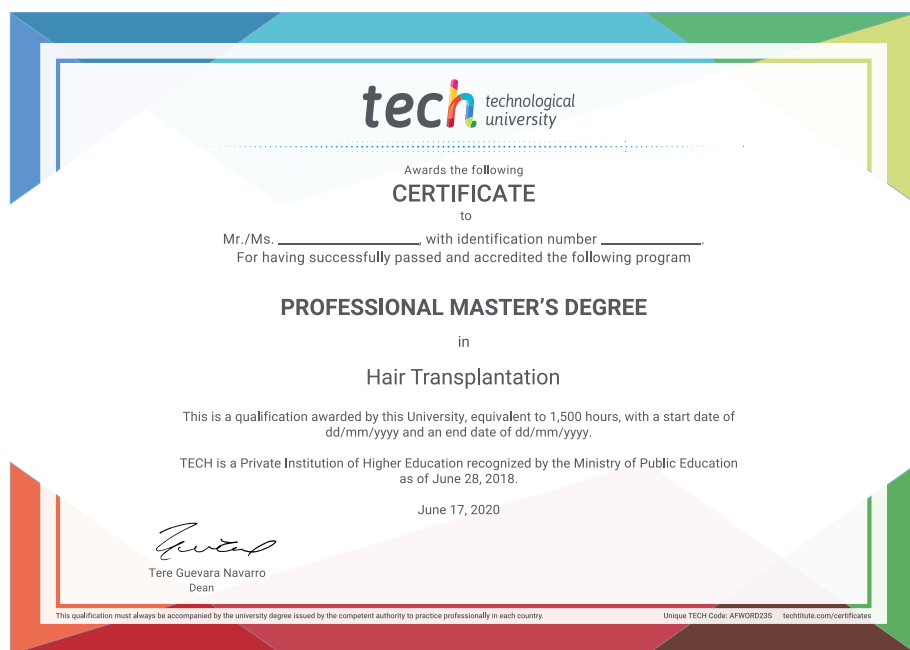 tech technological
university
Awards the following
CERTIFICATE
to
Mr./Ms. _________________, with identification number ____________.
For having successfully passed and accredited the following program
PROFESSIONAL MASTER’S DEGREE
in
Hair Transplantation
This is a qualification awarded by this University, equivalent to 1,500 hours, with a start date of
dd/mm/yyyy and an end date of dd/mm/yyyy.
TECH is a Private Institution of Higher Education recognized by the Ministry of Public Education
as of June 28, 2018.
June 17, 2020
Tere Guevara Navarro
Dean
This qualification must always be accompanied by the university degree issued by the competent authority to practice professionally in each country.
Unique TECH Code: AFWORD23S techtitute.com/certificates